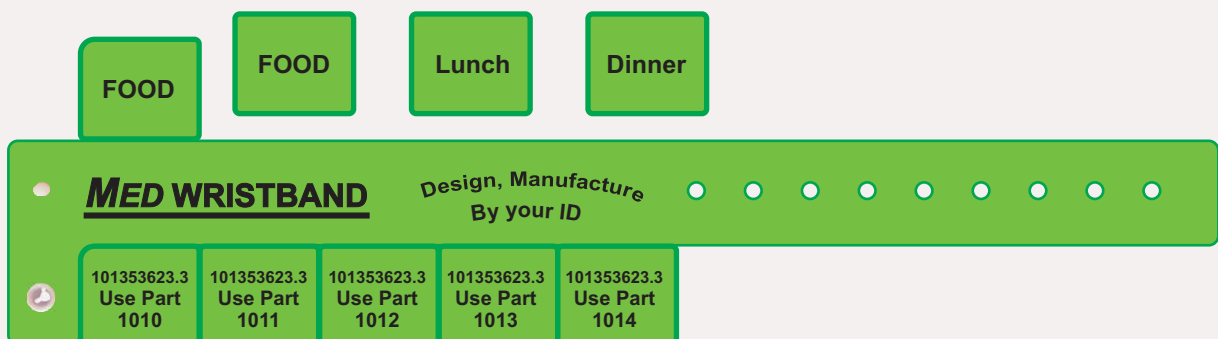 FOOD
FOOD
Lunch
Dinner
MED WRISTBAND
Design, Manufacture
By your ID
101353623.3
Use Part
1010
101353623.3
Use Part
1011
101353623.3
Use Part
1012
101353623.3
Use Part
1013
101353623.3
Use Part
1014